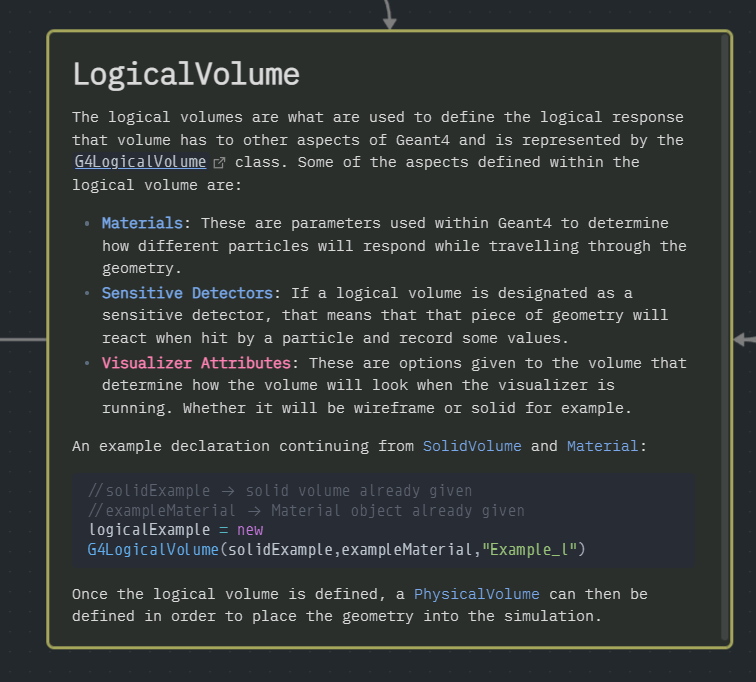 LogicalVolume
The logical volumes are what are used to define the logical response
that volume has to other aspects of Geant4 and is represented by the
G4LogicalVolume class. Some of the aspects defined within the
logical volume are:
• Materials: These are parameters used within Geant4 to determine
how different particles will respond while travelling through the
geometry.
• Sensitive Detectors: If a logical volume is designated as a
sensitive detector, that means that that piece of geometry will
react when hit by a particle and record some values.
• Visualizer Attributes: These are options given to the volume that
determine how the volume will look when the visualizer is
running. Whether it will be wireframe or solid for example.
An example declaration continuing from SolidVolume and Material:
//solidExample → solid volume already given
//exampleMaterial → Material object already given
logicalExample = new
G4LogicalVolume(solidExample,exampleMaterial,"Example_l")
Once the logical volume is defined, a PhysicalVolume can then be
defined in order to place the geometry into the simulation.